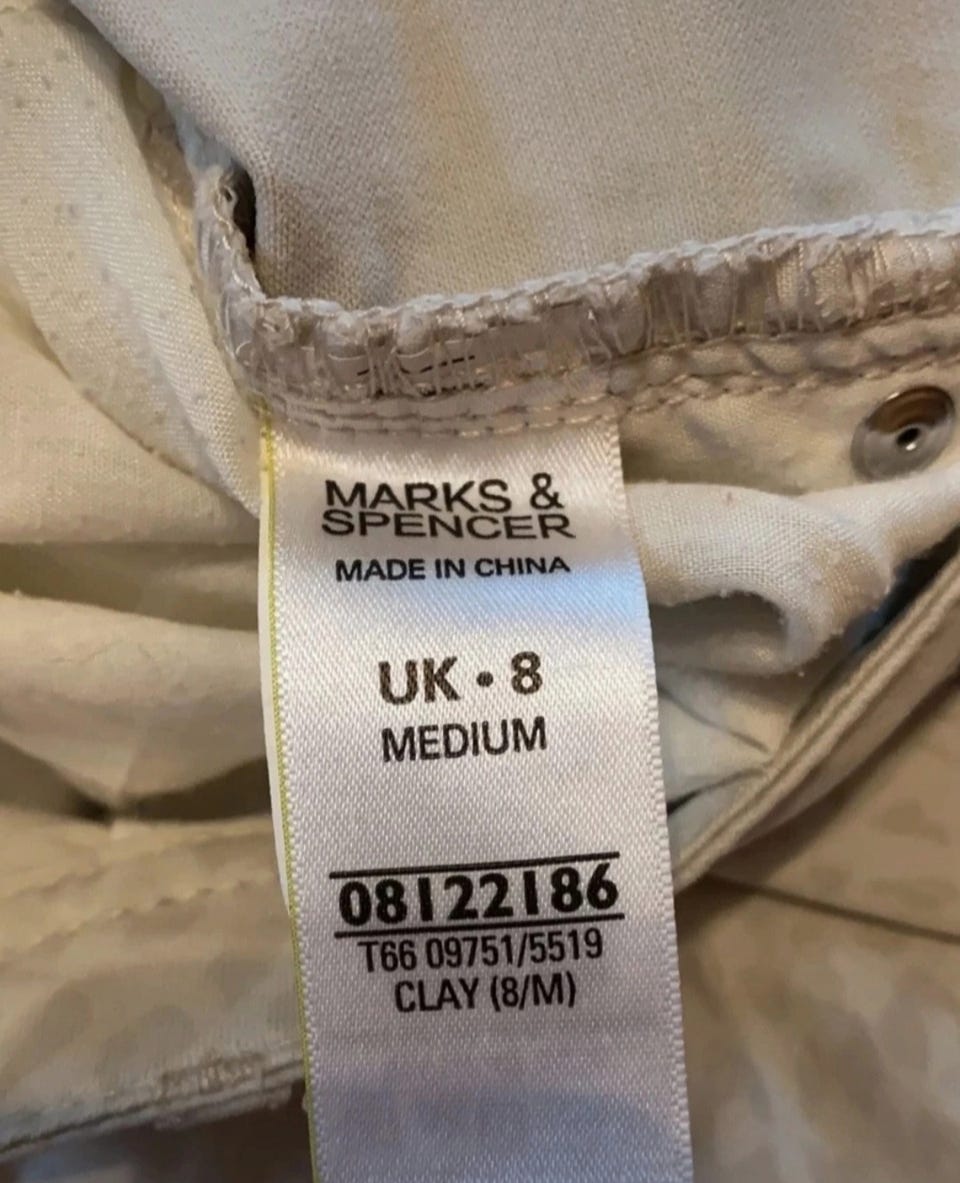 MARKS &
SPENCER
MADE IN CHINA
UK • 8
MEDIUM
08122186
T66 09751/5519
CLAY (8/M)